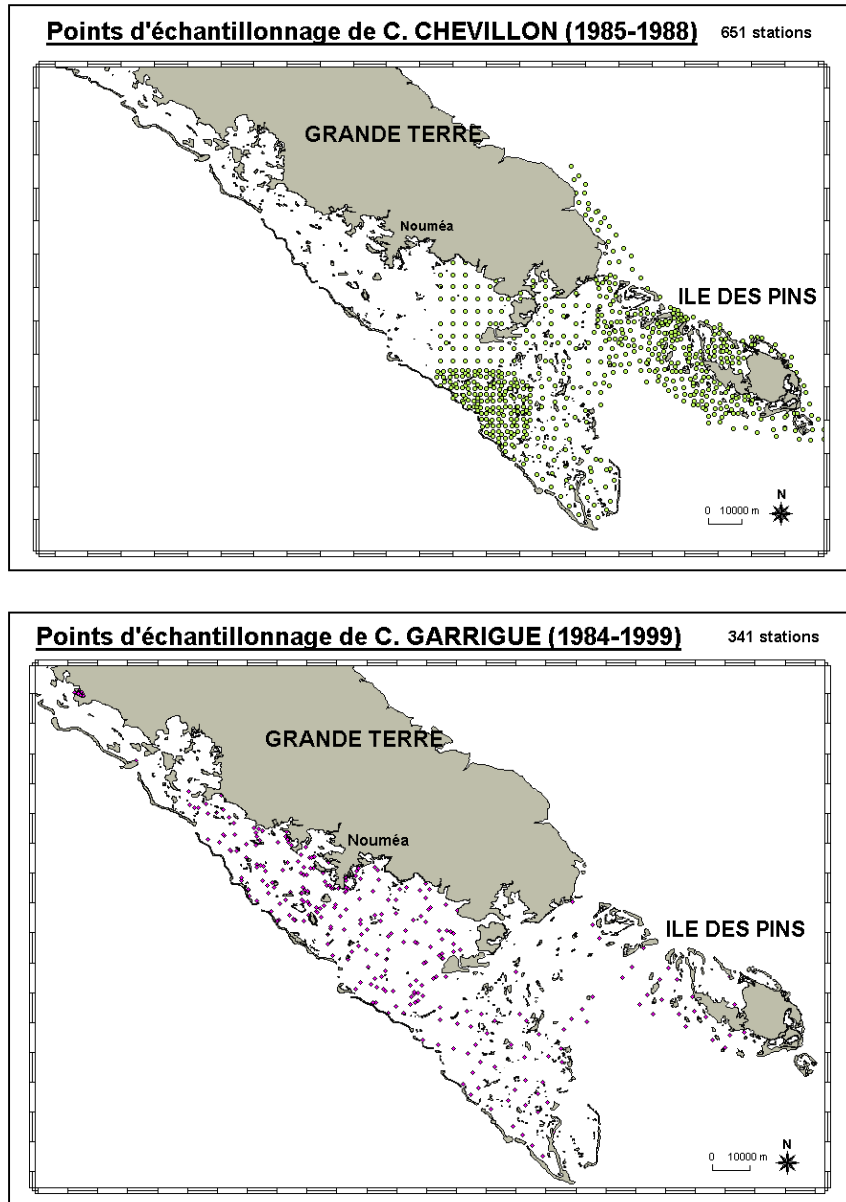 Points d'échantillonnage de C. CHEVILLON (1985-1988) 651 stations
GRANDE TERRE
Nouméa
ILE DES PINS
N
0 10000 m
Points d'échantillonnage de C. GARRIGUE (1984-1999) 341 stations
GRANDE TERRE
Nouméa
ILE DES PINS
N
0 10000 m